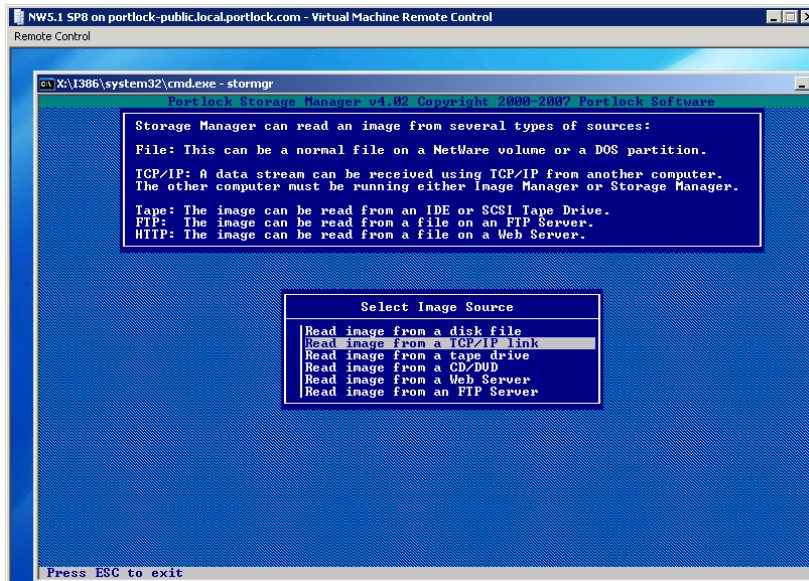 NW5.1 SP8 on portlock-public.local.portlock.com - Virtual Machine Remote Control
Remote Control
X:\I386\system32\cmd.exe - stormgr
Portlock Storage Manager v4.02 Copyright 2000-2007 Portlock Software
Storage Manager can read an image from several types of sources:
File: This can be a normal file on a NetWare volume or a DOS partition.
TCP/IP: A data stream can be received using TCP/IP from another computer.
The other computer must be running either Image Manager or Storage Manager.
Tape: The image can be read from an IDE or SCSI Tape Drive.
FTP: The image can be read from a file on an FTP Server.
HTTP: The image can be read from a file on a Web Server.
Select Image Source
Read image from a disk file
Read image from a TCP/IP link
Read image from a tape drive
Read image from a CD/DVD
Read image from a Web Server
Read image from an FTP Server
Press ESC to exit